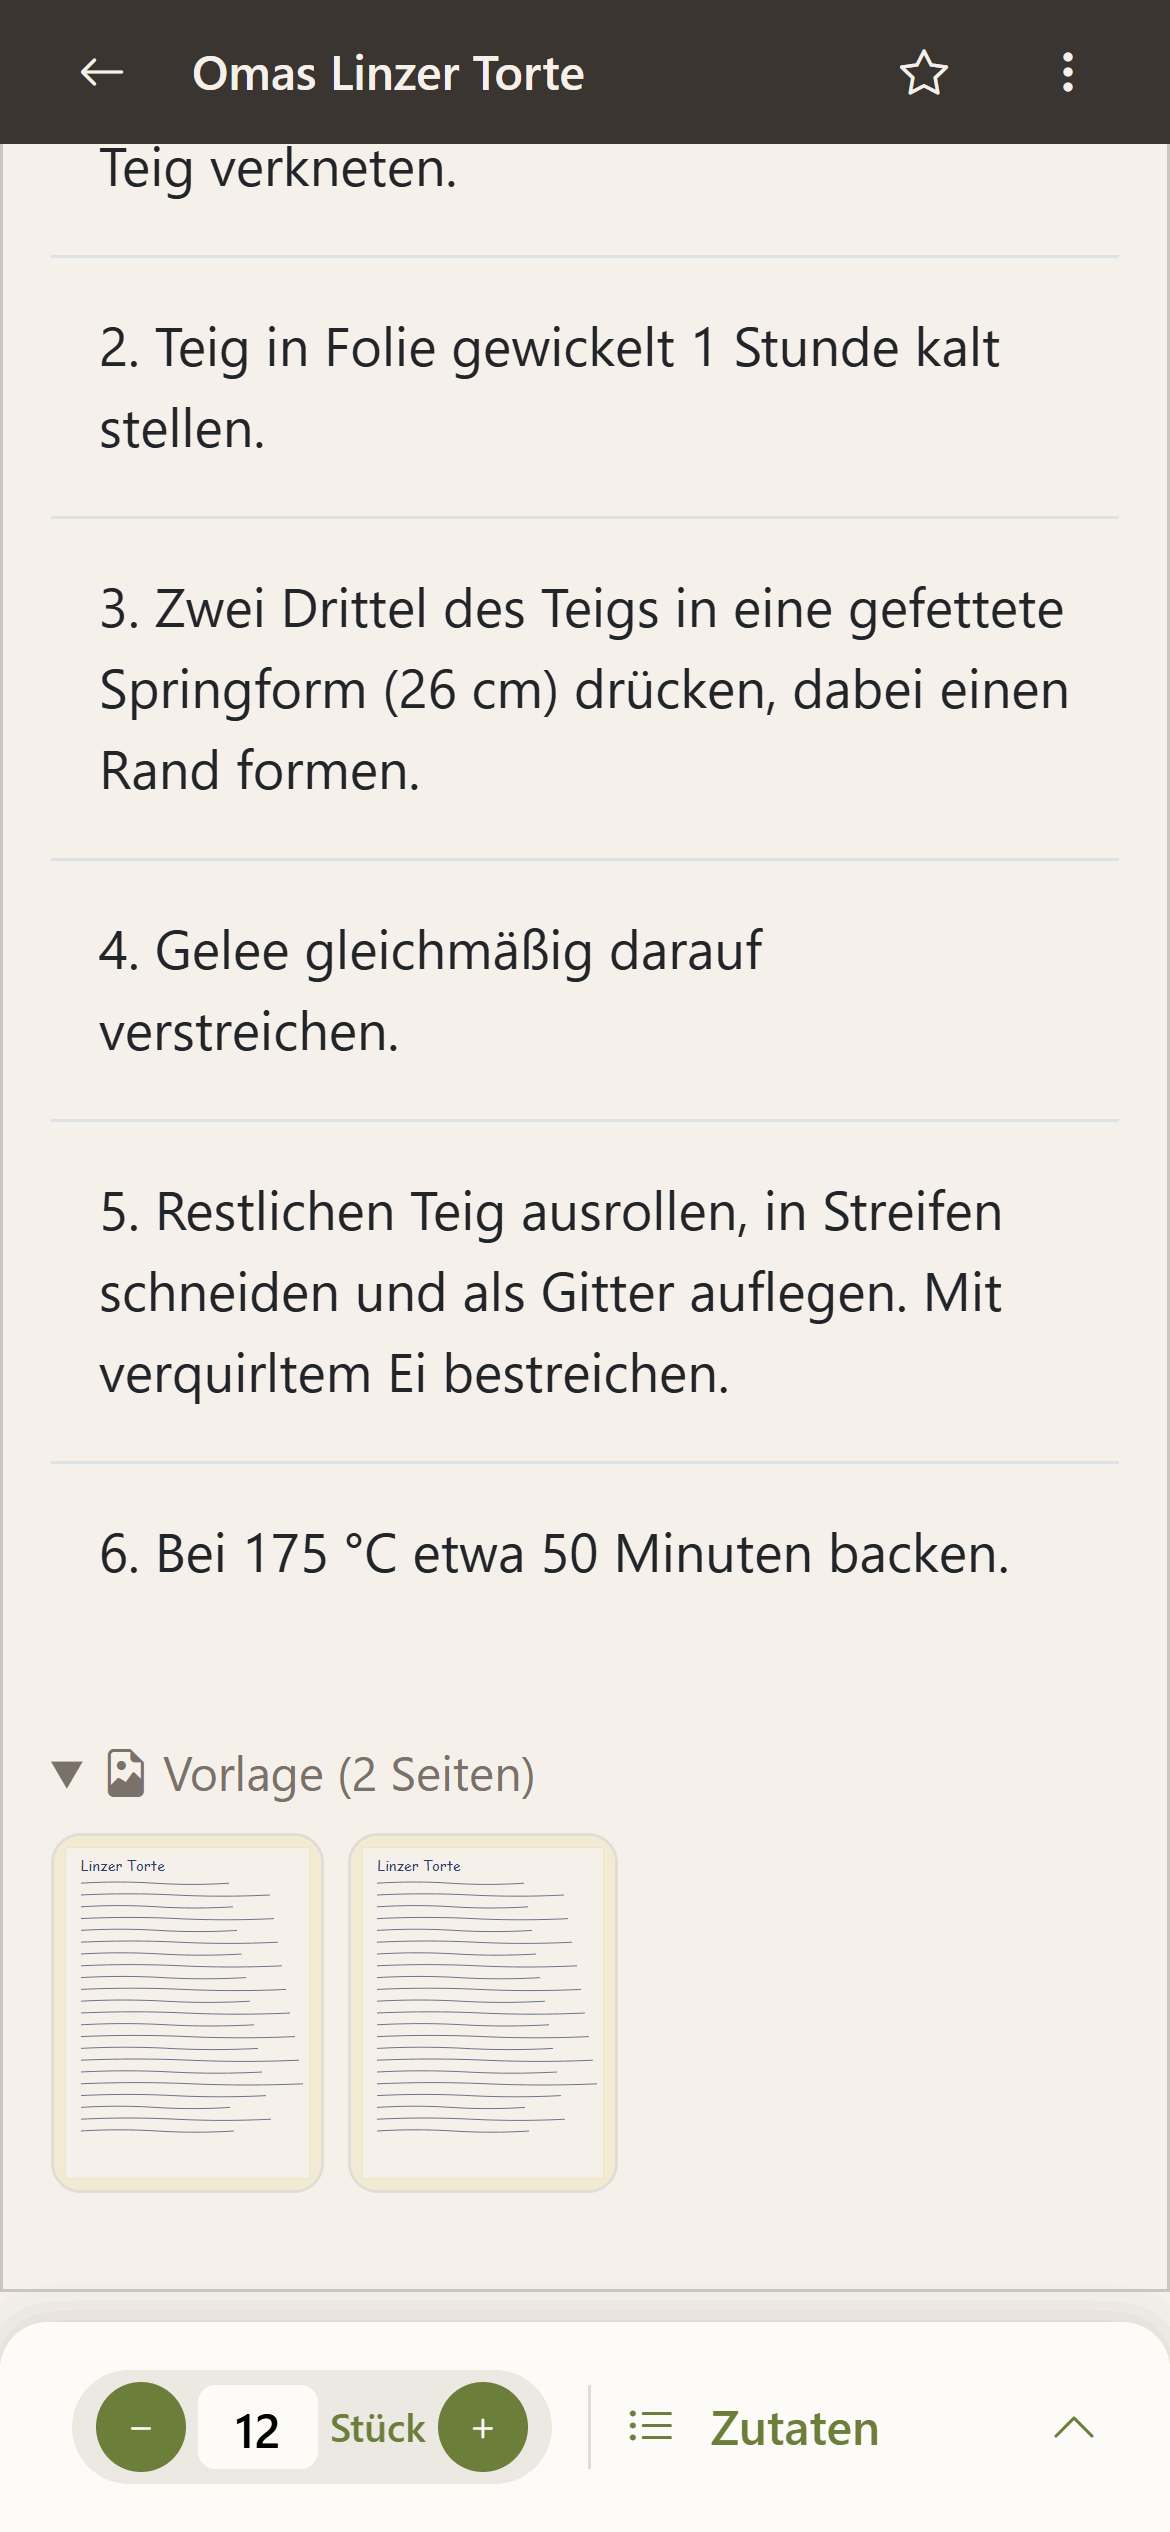 Omas Linzer Torte
Teig verkneten.
2. Teig in Folie gewickelt 1 Stunde kalt
stellen.
3. Zwei Drittel des Teigs in eine gefettete
Springform (26 cm) drücken, dabei einen
Rand formen.
4. Gelee gleichmäßig darauf
verstreichen.
5. Restlichen Teig ausrollen, in Streifen
schneiden und als Gitter auflegen. Mit
verquirltem Ei bestreichen.
6. Bei 175 °C etwa 50 Minuten backen.
Vorlage (2 Seiten)
Linzer Torte
Linzer Torte
− 12 Stück +
Zutaten